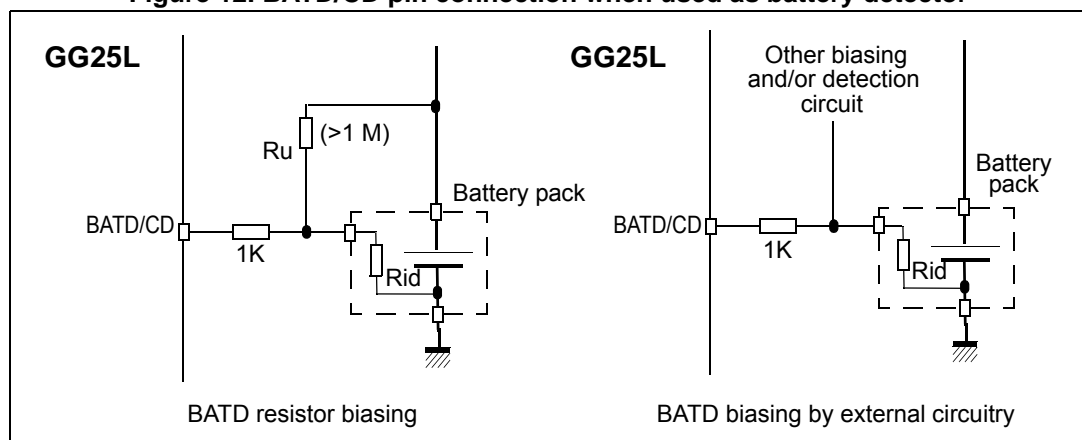 Figure 12. BATD/CD pin connection when used as battery detector
GG25L
Ru
(>1 M)
Battery pack
BATD/CD
1K
Rid
BATD resistor biasing
GG25L
Other biasing
and/or detection
circuit
Battery
pack
BATD/CD
1K
Rid
BATD biasing by external circuitry